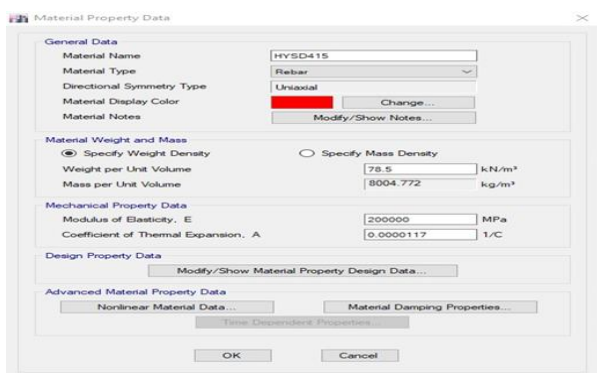 Material Property Data
General Data
Material Name HYSD415
Material Type Rebar
Directional Symmetry Type Uniaxial
Material Display Color Change...
Material Notes Modify/Show Notes...
Material Weight and Mass
Specify Weight Density Specify Mass Density
Weight per Unit Volume 78.5 kN/m³
Mass per Unit Volume 8004.772 kg/m³
Mechanical Property Data
Modulus of Elasticity, E 200000 MPa
Coefficient of Thermal Expansion, A 0.0000117 1/C
Design Property Data
Modify/Show Material Property Design Data...
Advanced Material Property Data
Nonlinear Material Data... Material Damping Properties...
Time Dependent Properties...
OK Cancel